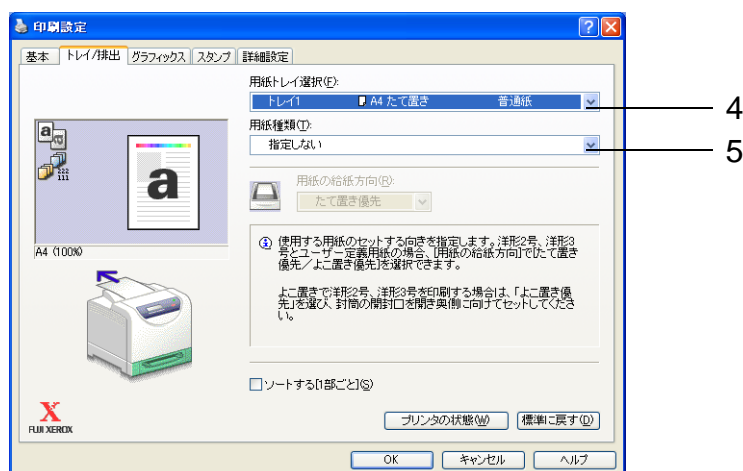 印刷設定
基本 トレイ/排出 グラフィックス スタンプ 詳細設定
用紙トレイ選択(F):
トレイ1 A4 たて置き 普通紙
4
用紙種類(T):
指定しない
5
a
a
222
111
a
用紙の給紙方向(R):
たて置き優先
A4 (100%)
使用する用紙のセットする向きを指定します。洋形2号、洋形3
号とユーザー定義用紙の場合、[用紙の給紙方向]で[たて置き
優先/よこ置き優先]を選択できます。
よこ置きで洋形2号、洋形3号を印刷する場合は、「よこ置き優
先」を選び、封筒の開封口を開き奥側に向けてセットしてくださ
い。
ソートする[1部ごと](S)
X
FUJI XEROX
プリンタの状態(W) 標準に戻す(D)
OK キャンセル ヘルプ